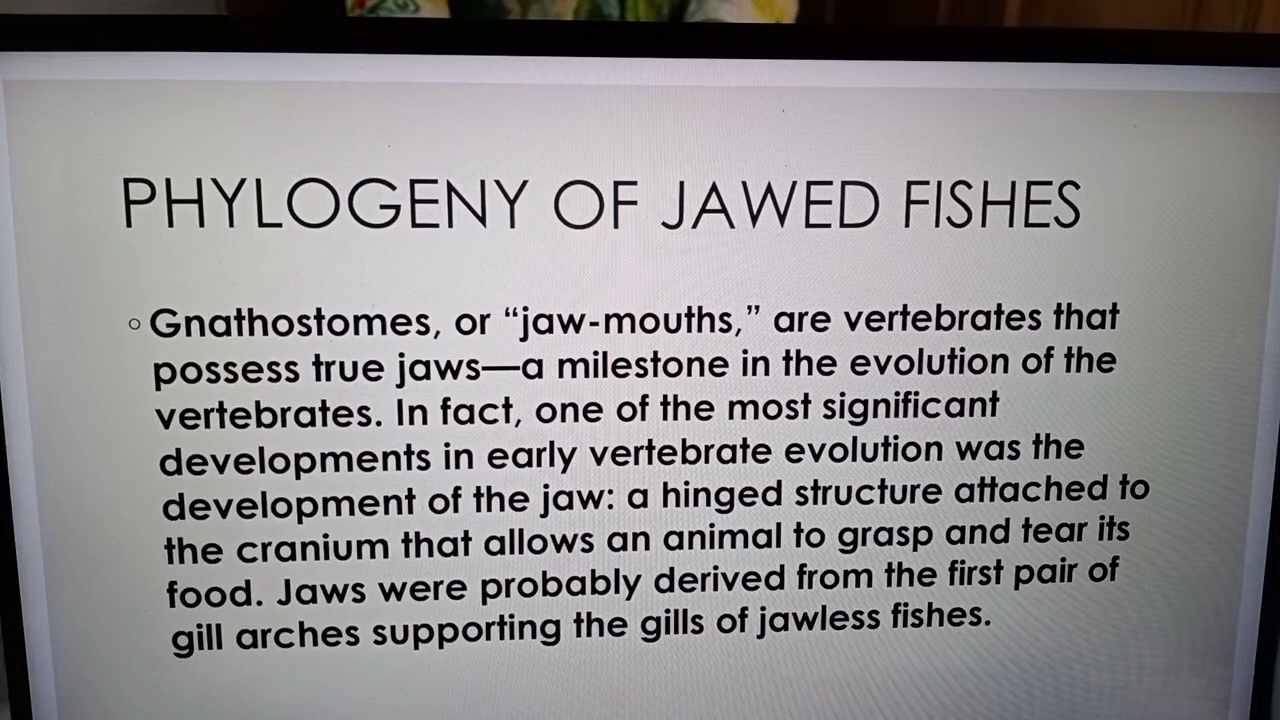 PHYLOGENY OF JAWED FISHES
○ Gnathostomes, or “jaw-mouths,” are vertebrates that
possess true jaws—a milestone in the evolution of the
vertebrates. In fact, one of the most significant
developments in early vertebrate evolution was the
development of the jaw: a hinged structure attached to
the cranium that allows an animal to grasp and tear its
food. Jaws were probably derived from the first pair of
gill arches supporting the gills of jawless fishes.